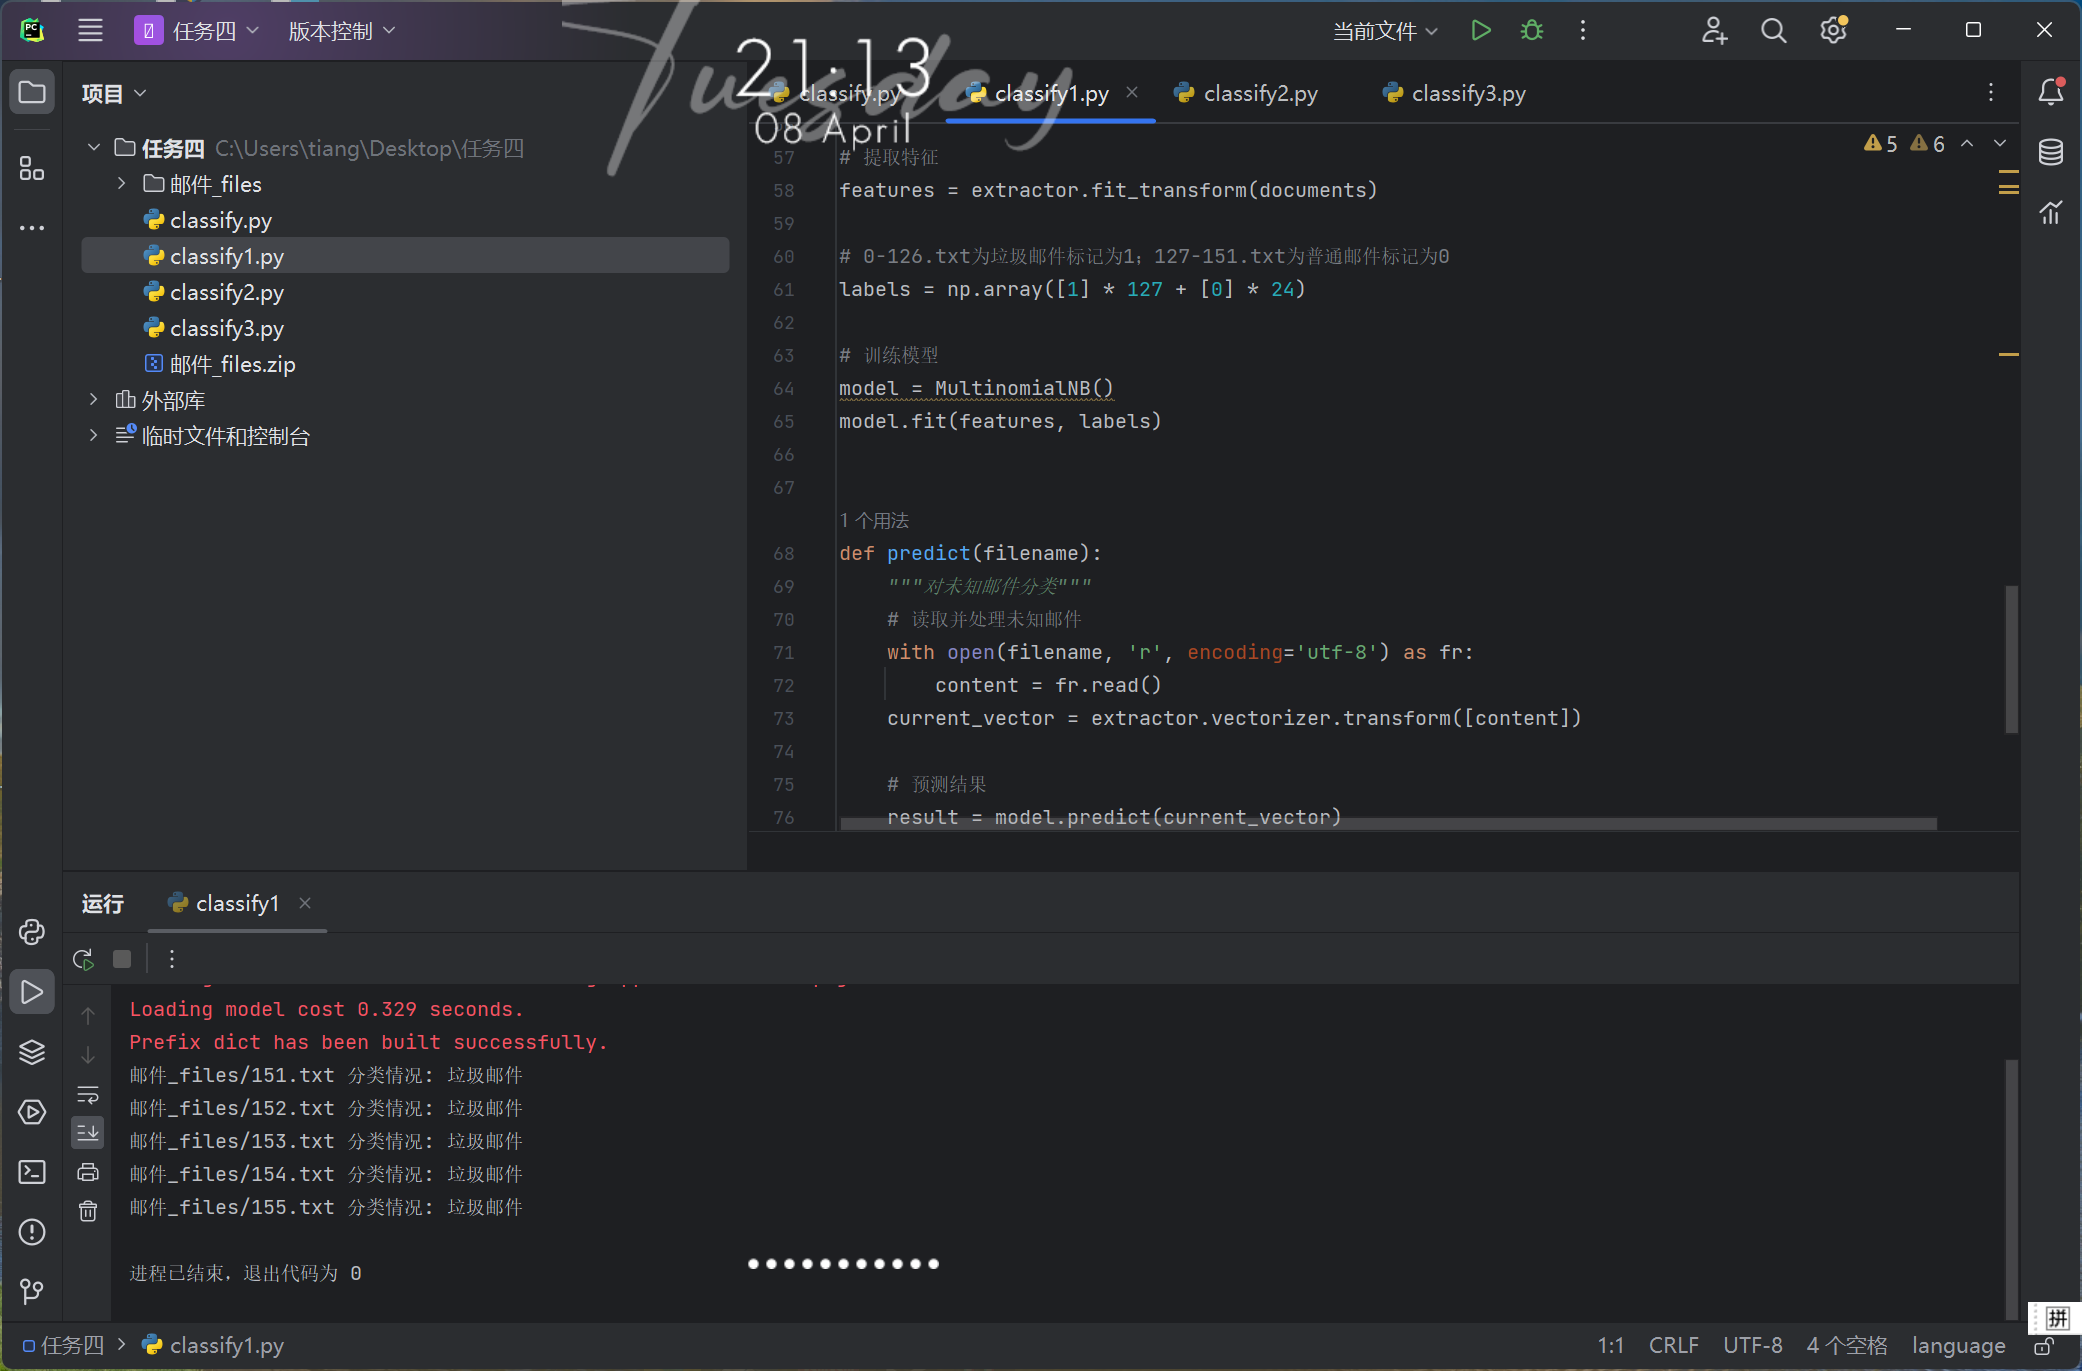 任务四
版本控制
当前文件
Tuesday
21:13
08 April
项目
任务四 C:\Users\tiang\Desktop\任务四
邮件_files
classify.py
classify1.py
classify2.py
classify3.py
邮件_files.zip
外部库
临时文件和控制台
classify.py
classify1.py
classify2.py
classify3.py
5
6
57 # 提取特征
58 features = extractor.fit_transform(documents)
59
60 # 0-126.txt为垃圾邮件标记为1；127-151.txt为普通邮件标记为0
61 labels = np.array([1] * 127 + [0] * 24)
62
63 # 训练模型
64 model = MultinomialNB()
65 model.fit(features, labels)
66
67
1 个用法
68 def predict(filename):
69 """对未知邮件分类"""
70 # 读取并处理未知邮件
71 with open(filename, 'r', encoding='utf-8') as fr:
72 content = fr.read()
73 current_vector = extractor.vectorizer.transform([content])
74
75 # 预测结果
76 result = model.predict(current_vector)
运行
classify1
Loading model cost 0.329 seconds.
Prefix dict has been built successfully.
邮件_files/151.txt 分类情况: 垃圾邮件
邮件_files/152.txt 分类情况: 垃圾邮件
邮件_files/153.txt 分类情况: 垃圾邮件
邮件_files/154.txt 分类情况: 垃圾邮件
邮件_files/155.txt 分类情况: 垃圾邮件
进程已结束，退出代码为 0
任务四
classify1.py
1:1
CRLF
UTF-8
4 个空格
language
拼